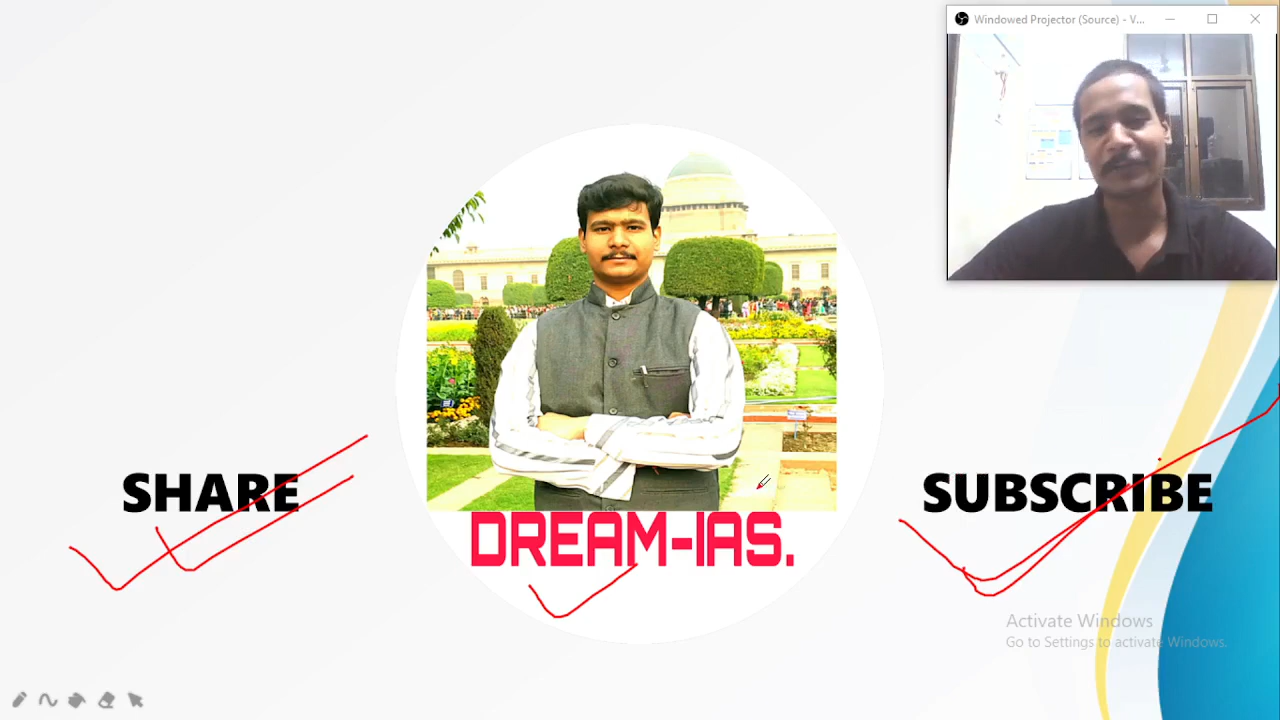 Windowed Projector (Source) - V...
SHARE
SUBSCRIBE
DREAM-IAS.
Activate Windows
Go to Settings to activate Windows.